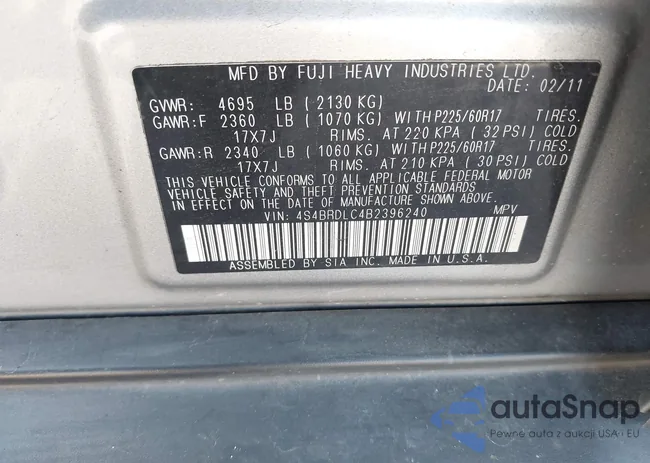 MFD BY FUJI HEAVY INDUSTRIES LTD.
DATE: 02/11
GVWR: 4695 LB (2130 KG)
GAWR:F 2360 LB (1070 KG) WITH P225/60R17 TIRES.
17X7J RIMS. AT 220 KPA (32 PSI) COLD
GAWR:R 2340 LB (1060 KG) WITH P225/60R17 TIRES.
17X7J RIMS. AT 210 KPA (30 PSI) COLD
THIS VEHICLE CONFORMS TO ALL APPLICABLE FEDERAL MOTOR
VEHICLE SAFETY AND THEFT PREVENTION STANDARDS
IN EFFECT ON THE DATE OF MANUFACTURE SHOWN ABOVE.
VIN: 4S4BRDLC4B2396240 MPV
ASSEMBLED BY SIA INC. MADE IN U.S.A.
autaSnap
Pewne auta z aukcji USA i EU